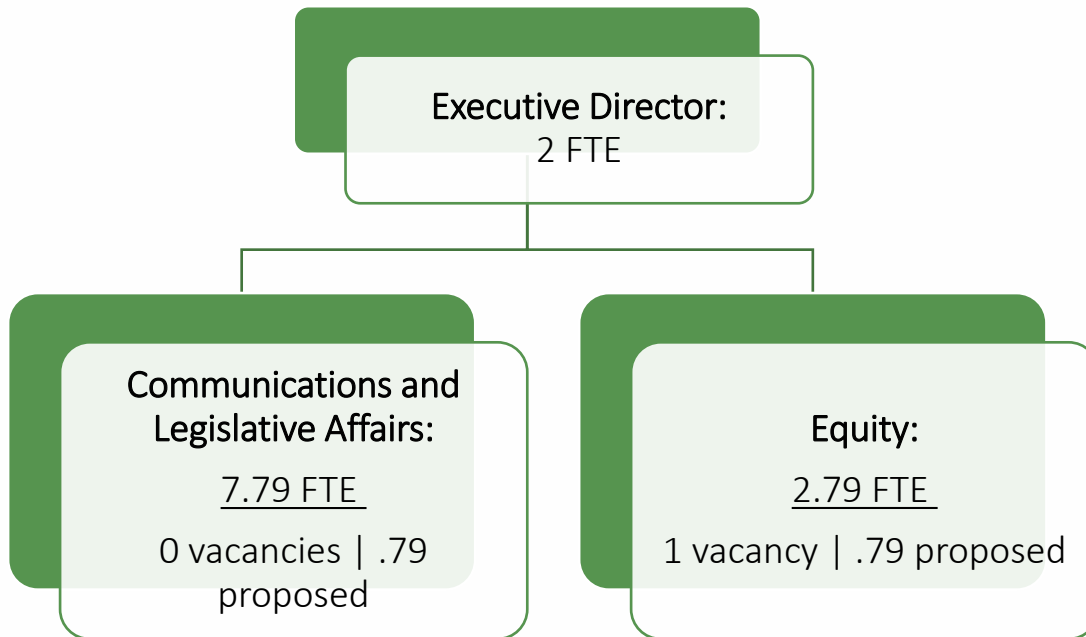 Executive Director:
2 FTE
Communications and
Legislative Affairs:
7.79 FTE
0 vacancies | .79
proposed
Equity:
2.79 FTE
1 vacancy | .79 proposed